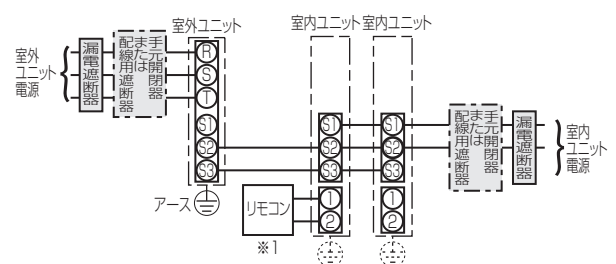 室外
ユニット
電源
漏電遮断器
手元開閉器
または
配線用遮断器
室外ユニット
R
S
T
S1
S2
S3
アース
室内ユニット
S1
S2
S3
1
2
室内ユニット
S1
S2
S3
1
2
リモコン
※1
手元開閉器
または
配線用遮断器
漏電遮断器
室内
ユニット
電源